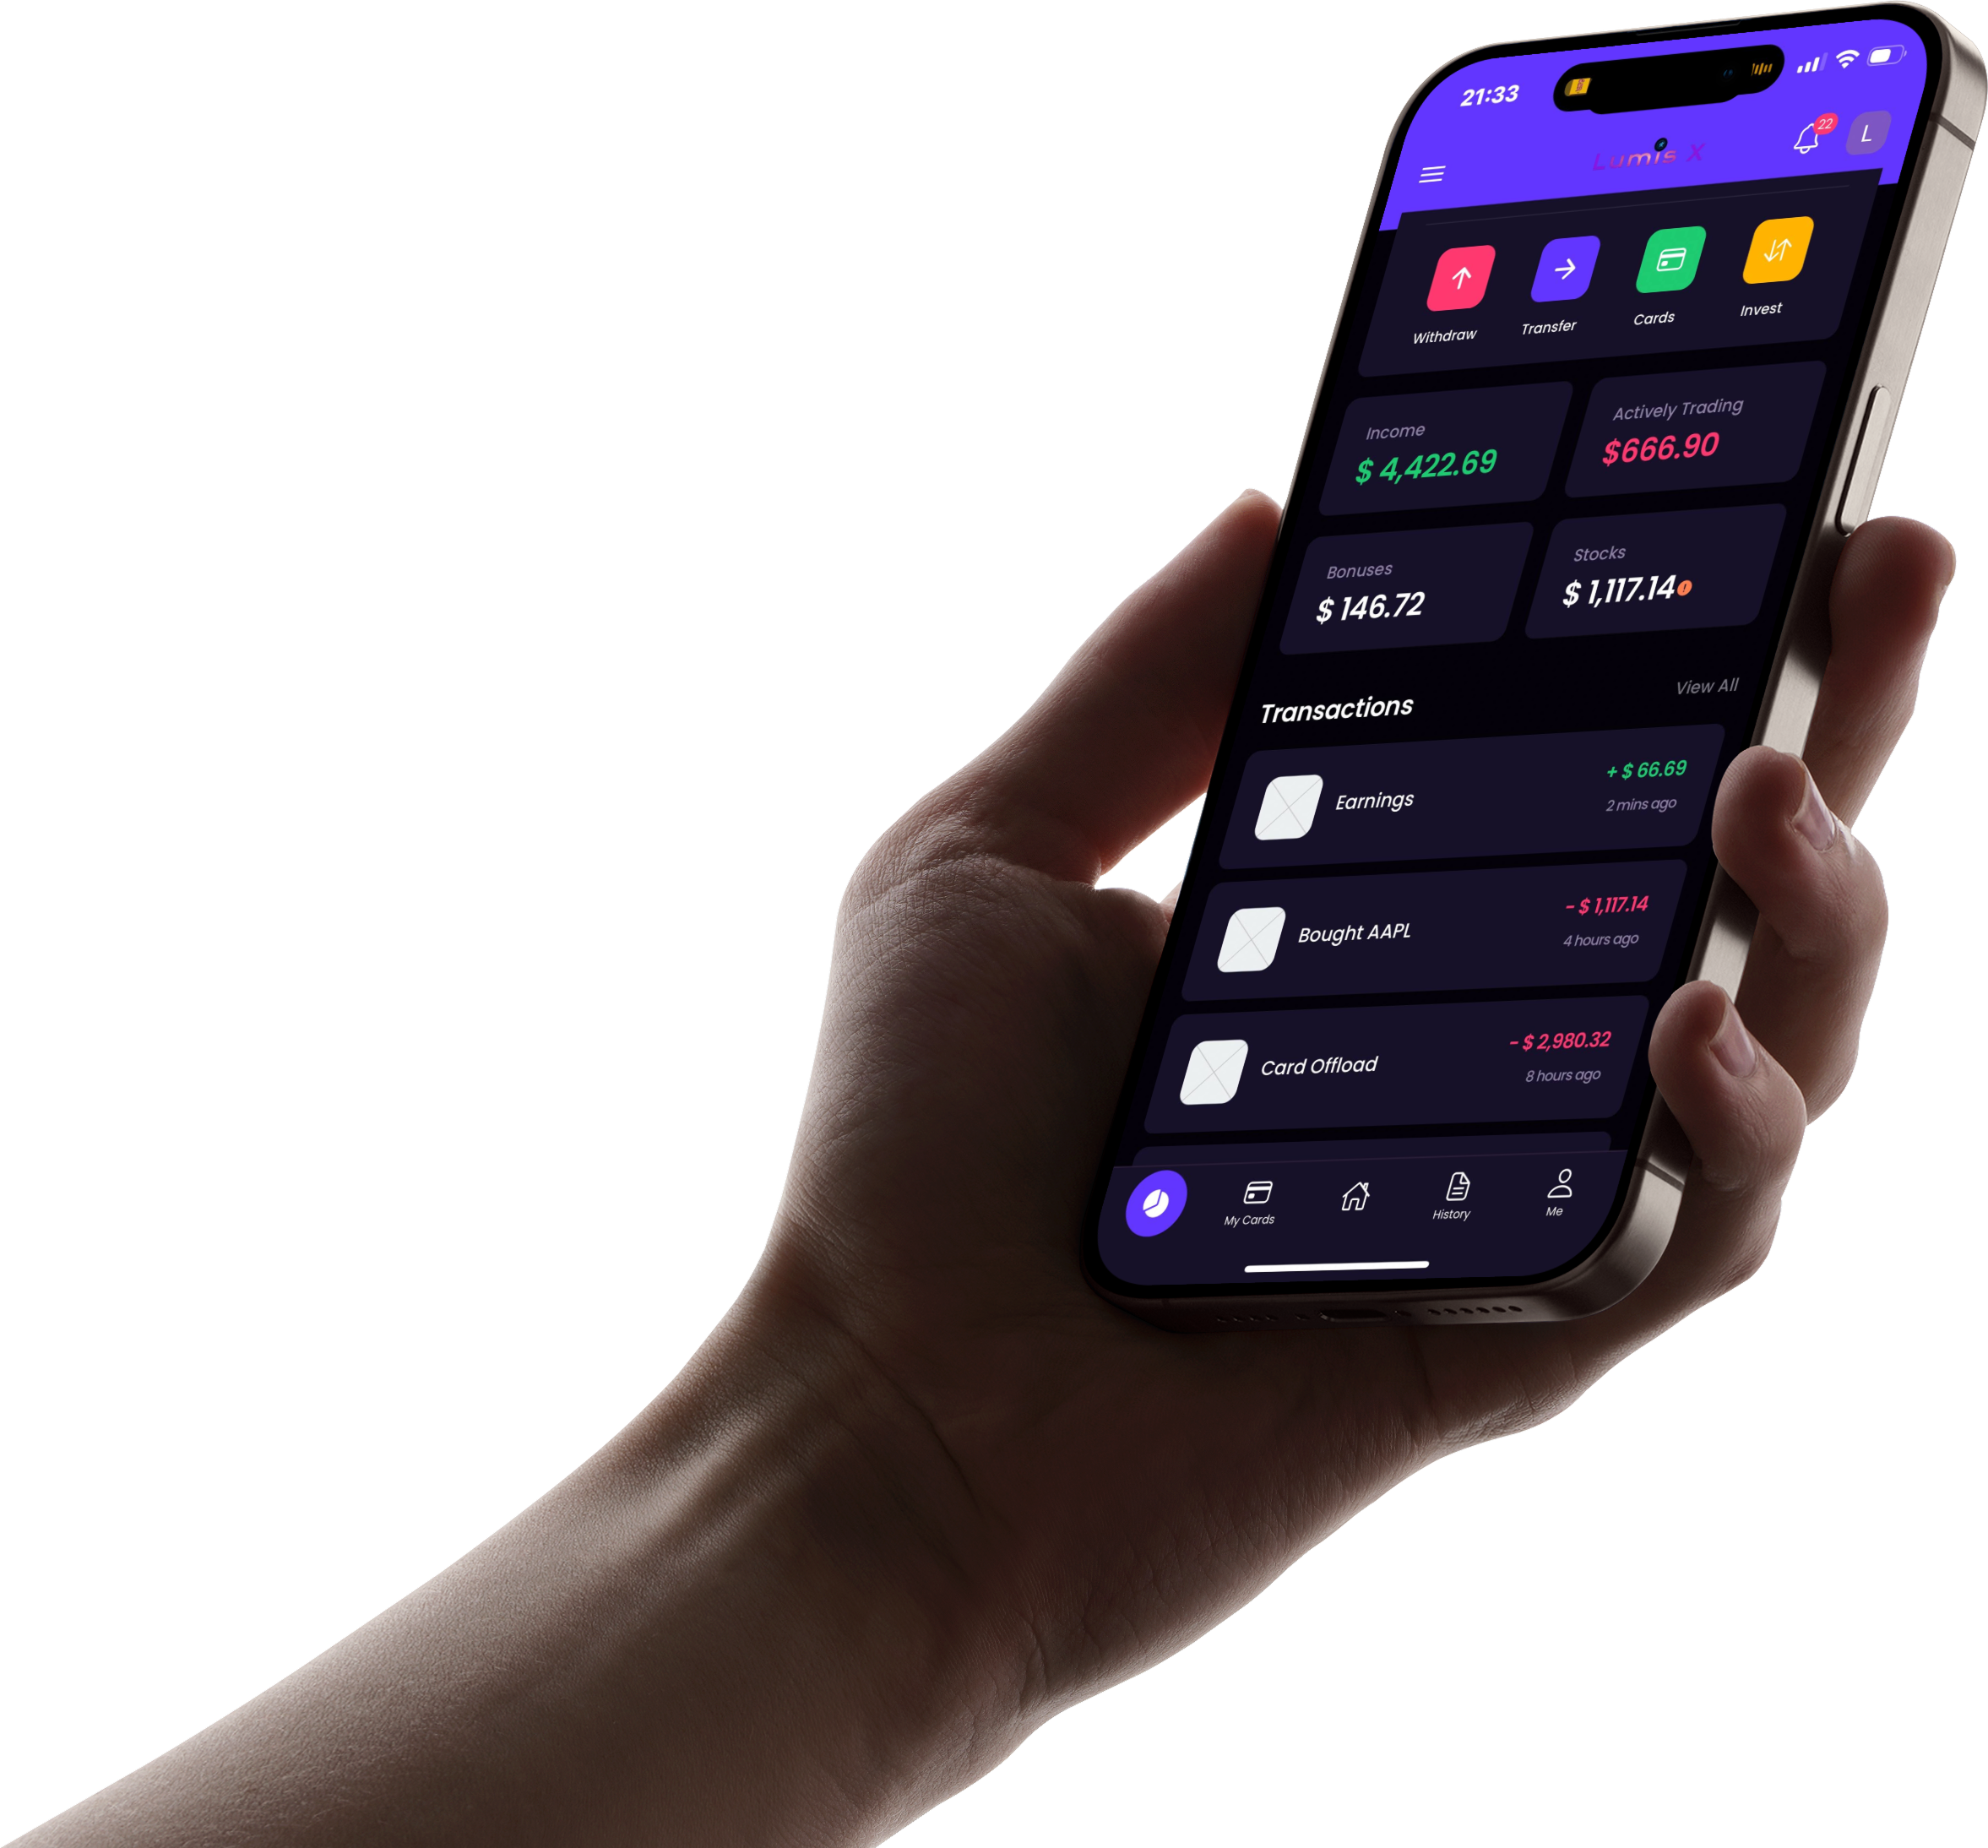 21:33
Lumis X
22
L
Withdraw
Transfer
Cards
Invest
Income
$ 4,422.69
Actively Trading
$666.90
Bonuses
$ 146.72
Stocks
$ 1,117.14
Transactions
View All
Earnings
+ $ 66.69
2 mins ago
Bought AAPL
- $ 1,117.14
4 hours ago
Card Offload
- $ 2,980.32
8 hours ago
My Cards
History
Me